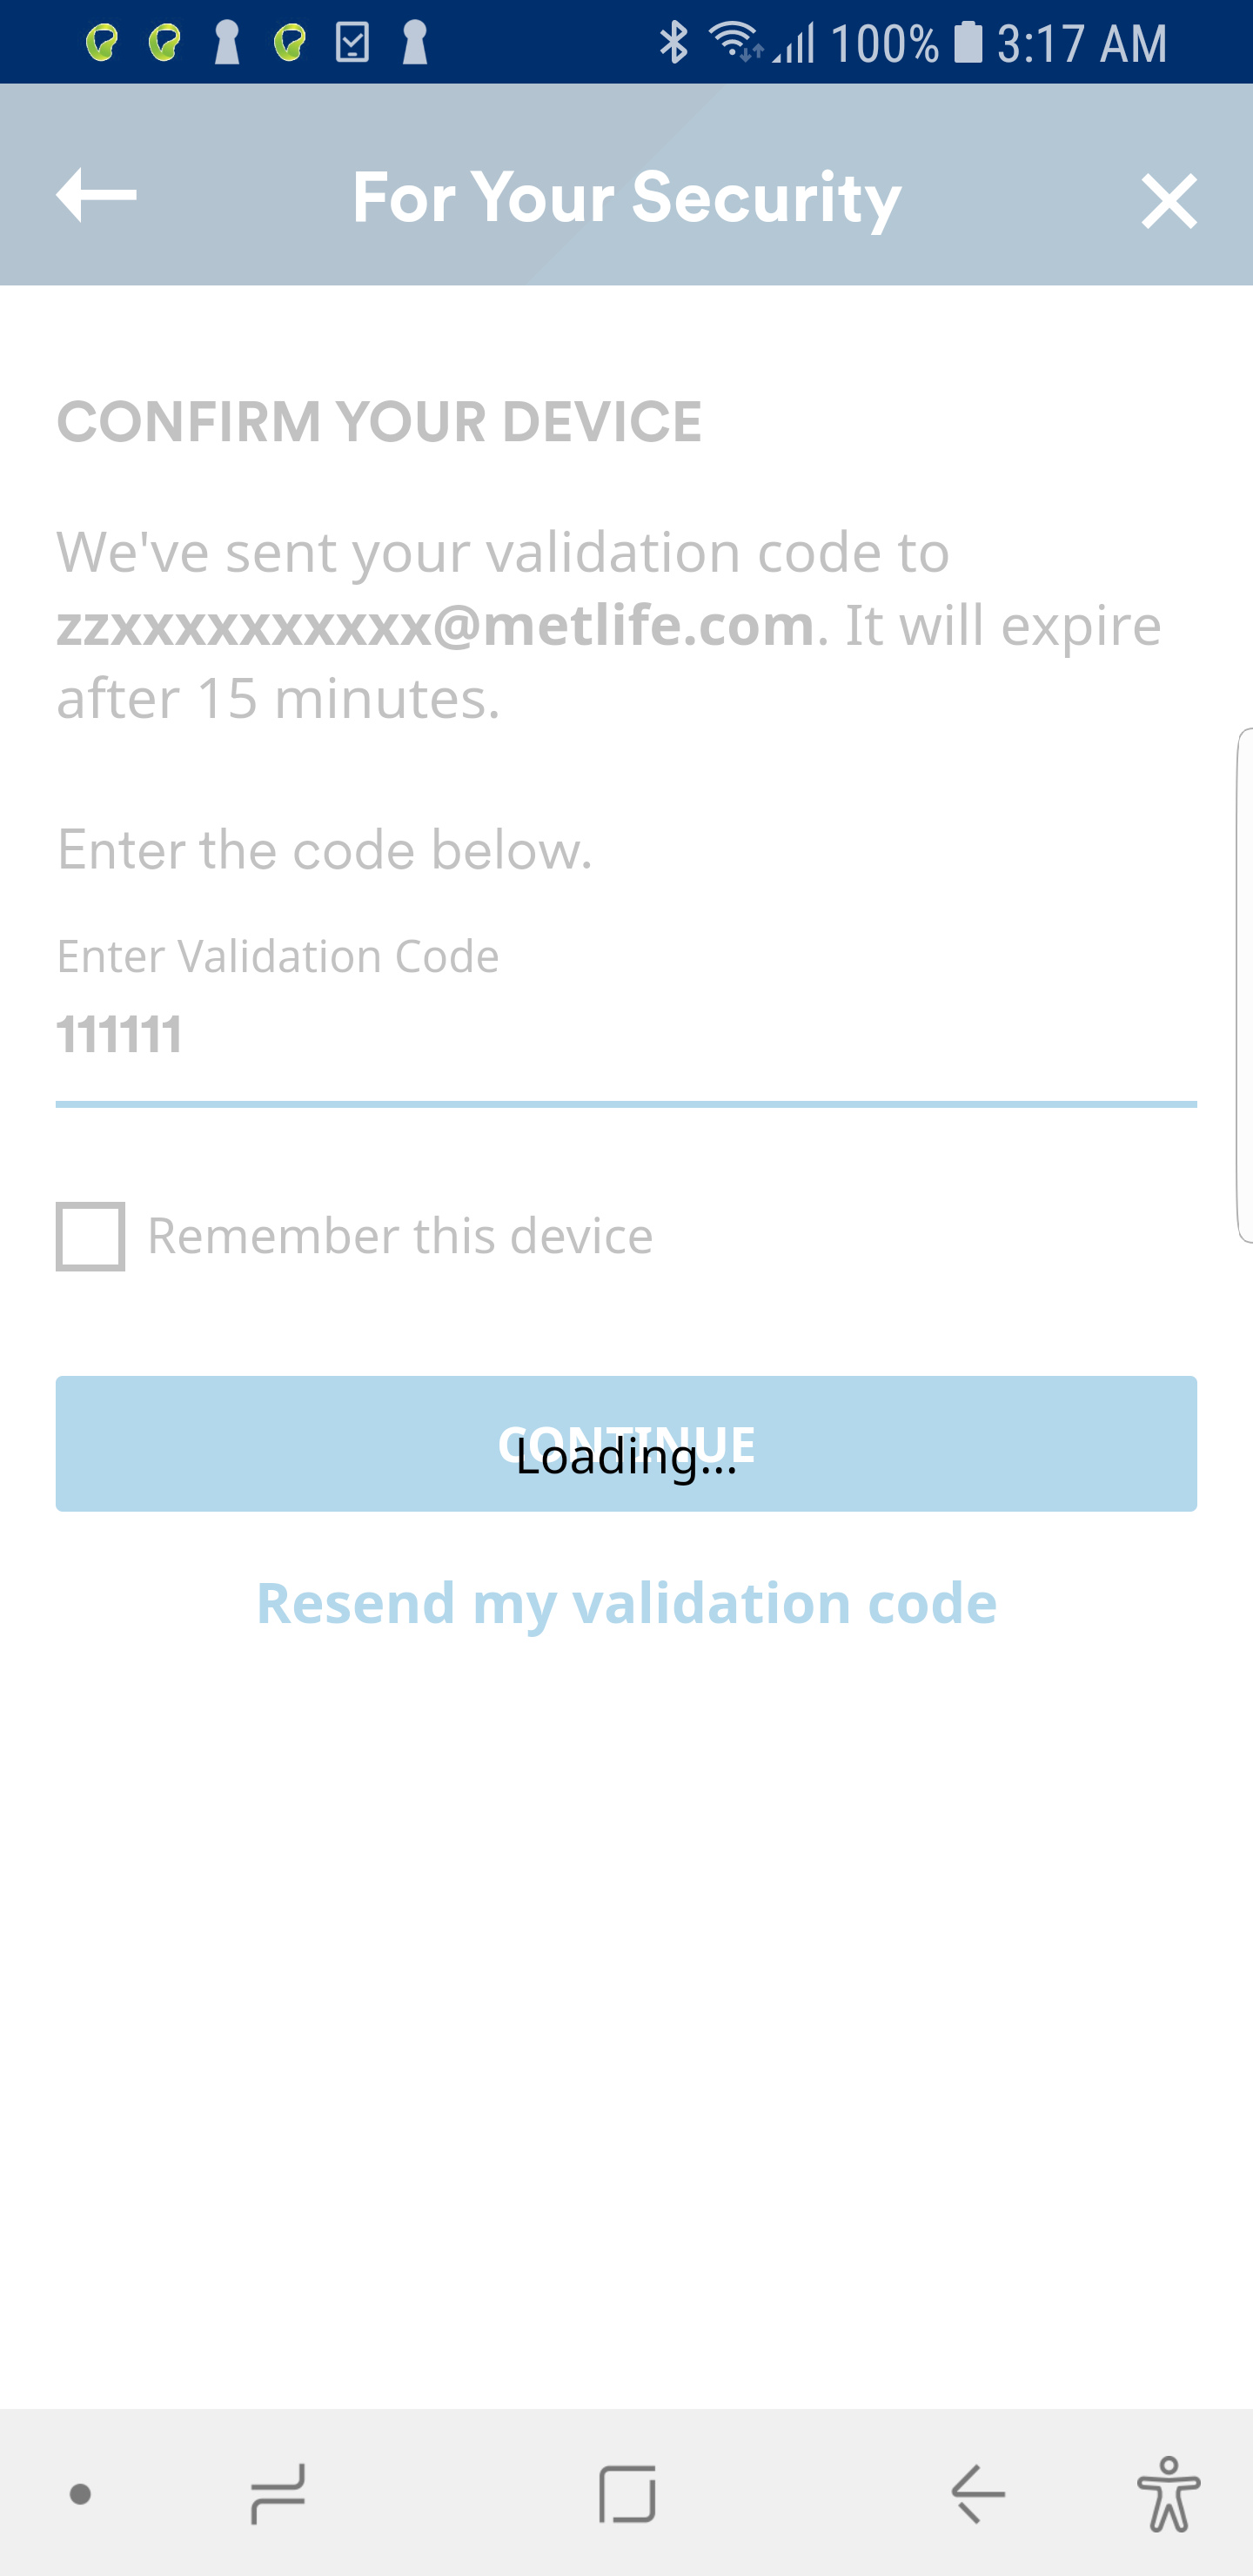 100% 3:17 AM
For Your Security
CONFIRM YOUR DEVICE
We've sent your validation code to
zzxxxxxxxxxx@metlife.com. It will expire
after 15 minutes.
Enter the code below.
Enter Validation Code
111111
Remember this device
CONTINUE
Loading...
Resend my validation code